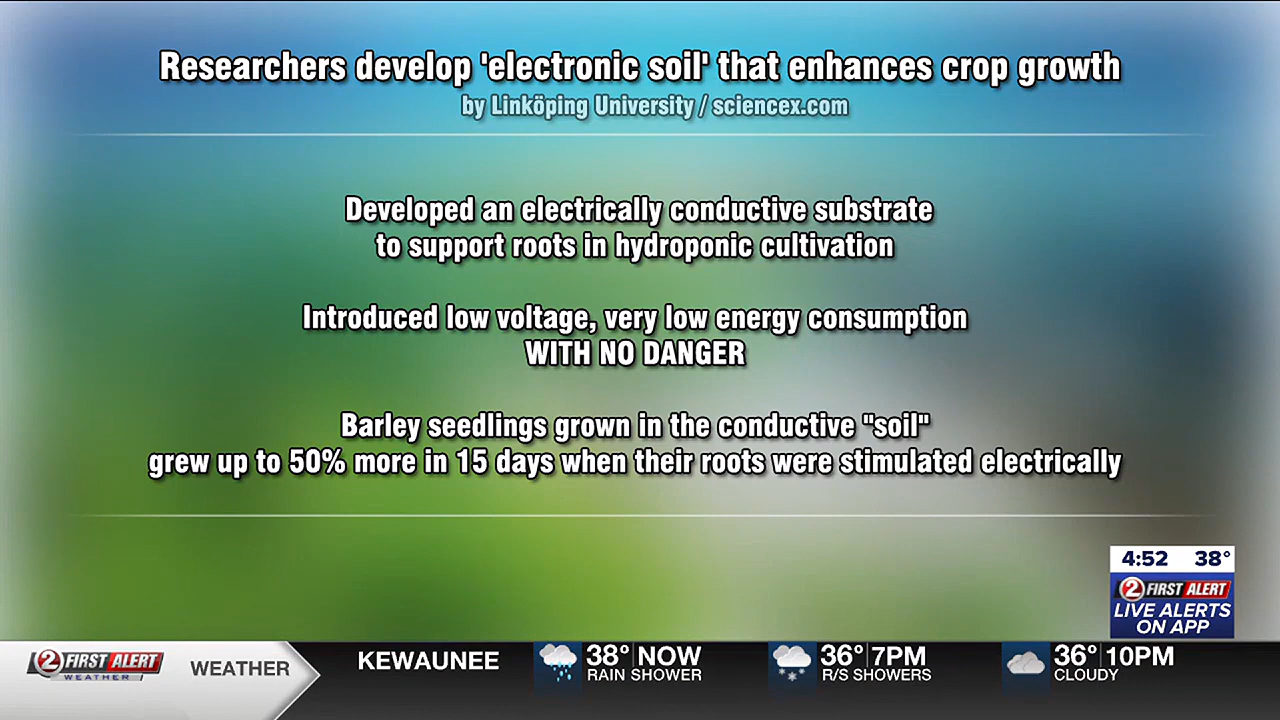 Researchers develop 'electronic soil' that enhances crop growth
by Linköping University / sciencex.com
Developed an electrically conductive substrate
to support roots in hydroponic cultivation
Introduced low voltage, very low energy consumption
WITH NO DANGER
Barley seedlings grown in the conductive "soil"
grew up to 50% more in 15 days when their roots were stimulated electrically
4:52 38°
2 FIRST ALERT
LIVE ALERTS
ON APP
2 FIRST ALERT
WEATHER
WEATHER
KEWAUNEE
38° NOW
RAIN SHOWER
36° 7PM
R/S SHOWERS
36° 10PM
CLOUDY